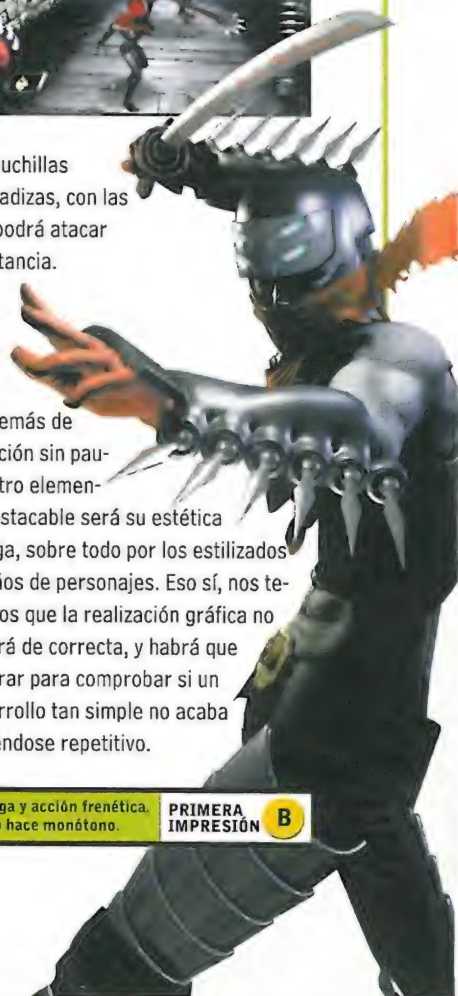 uchillas
adizas, con las
podrá atacar
tancia.
emás de
ción sin pau-
tro elemen-
stacable será su estética
ga, sobre todo por los estilizados
ños de personajes. Eso sí, nos te-
os que la realización gráfica no
rá de correcta, y habrá que
rar para comprobar si un
rrollo tan simple no acaba
éndose repetitivo.
ga y acción frenética.
o hace monótono.
PRIMERA
IMPRESIÓN B